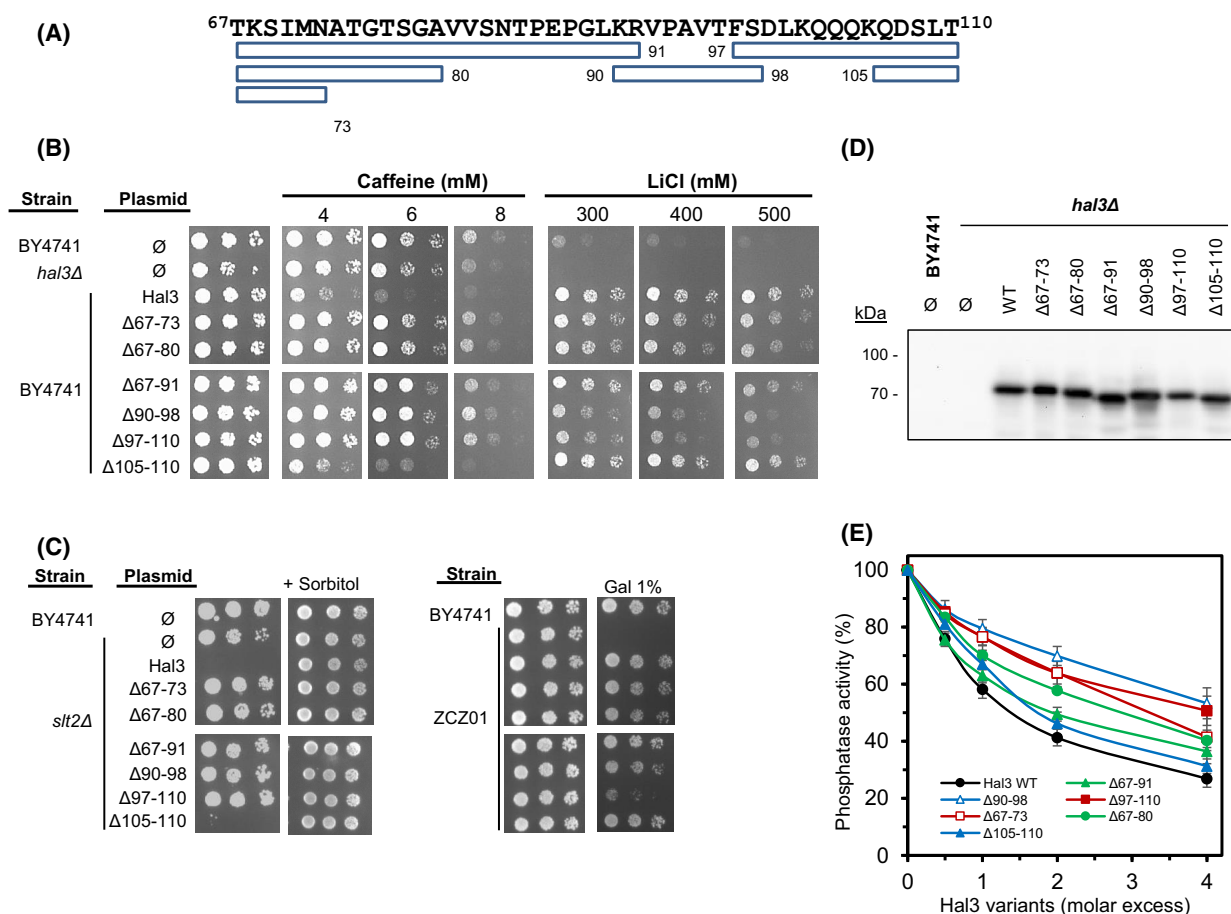 (A)
67TKSIMNATGTSGAVVSNTPEPGLKRVPAVTFSDLKQQQKQDSLT110
91 97
80 90 98 105
73
(B)
Strain Plasmid
Caffeine (mM) LiCl (mM)
4 6 8 300 400 500
BY4741 Ø
hal3Δ Ø
Hal3
Δ67-73
Δ67-80
BY4741
Δ67-91
Δ90-98
Δ97-110
Δ105-110
(C)
Strain Plasmid
+ Sorbitol
BY4741 Ø
Ø
Hal3
Δ67-73
slt2Δ
Δ67-80
Δ67-91
Δ90-98
Δ97-110
Δ105-110
Strain
Gal 1%
BY4741
ZCZ01
(D)
hal3Δ
BY4741
kDa Ø Ø WT Δ67-73 Δ67-80 Δ67-91 Δ90-98 Δ97-110 Δ105-110
100 -
70 -
(E)
Phosphatase activity (%)
100
80
60
40
20
0
Hal3 WT Δ67-91
Δ90-98 Δ97-110
Δ67-73 Δ67-80
Δ105-110
0 1 2 3 4
Hal3 variants (molar excess)